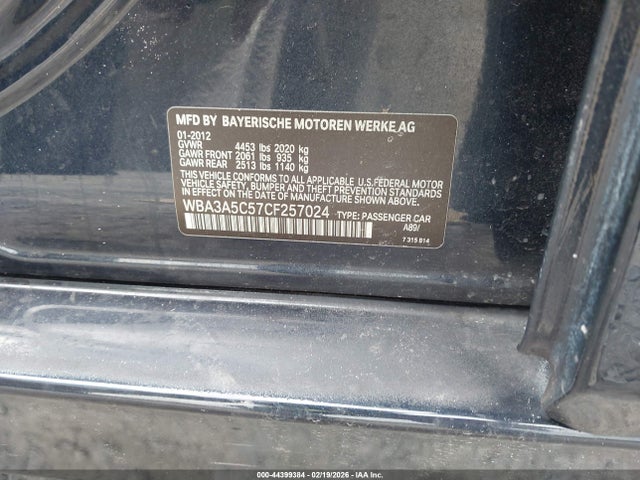 MFD BY BAYERISCHE MOTOREN WERKE AG
01-2012
GVWR 4453 lbs 2020 kg
GAWR FRONT 2061 lbs 935 kg
GAWR REAR 2513 lbs 1140 kg
THIS VEHICLE CONFORMS TO ALL APPLICABLE U.S.FEDERAL MOTOR
VEHICLE SAFETY, BUMPER, AND THEFT PREVENTION STANDARDS
IN EFFECT ON THE DATE OF MANUFACTURE SHOWN ABOVE.
WBA3A5C57CF257024 TYPE: PASSENGER CAR
A89/
7 315 814
000-44399384 - 02/19/2026 - IAA, Inc.